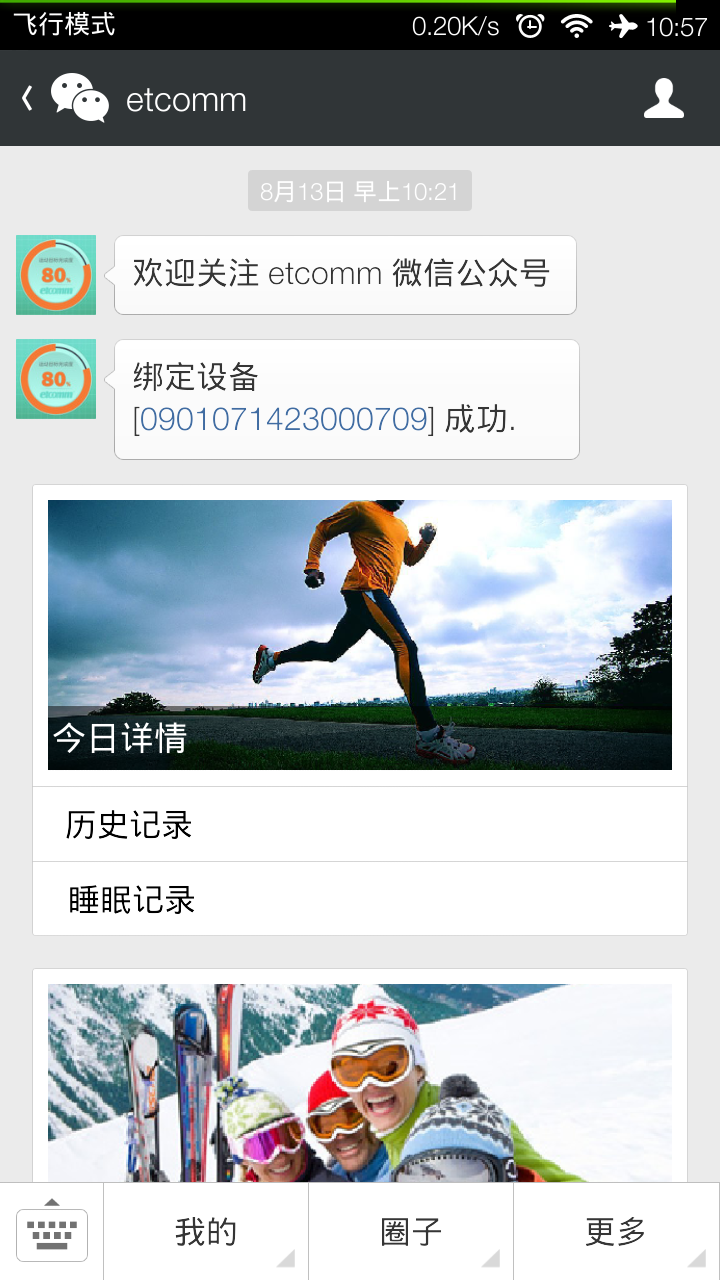 飞行模式
0.20K/s 10:57
etcomm
8月13日 早上10:21
80%
etcomm
欢迎关注 etcomm 微信公众号
80%
etcomm
绑定设备
[0901071423000709] 成功.
今日详情
历史记录
睡眠记录
我的
圈子
更多